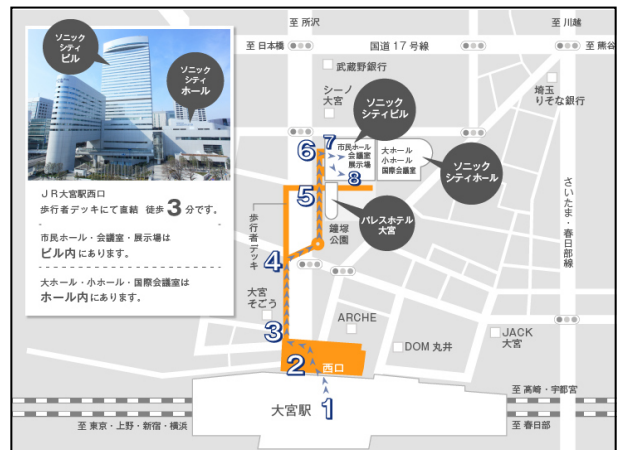 ソニック
シティ
ビル
ソニック
シティ
ホール
JR大宮駅西口
歩行者デッキにて直結 徒歩 3 分です。
市民ホール・会議室・展示場は
ビル内にあります。
大ホール・小ホール・国際会議室は
ホール内にあります。
至 所沢
至 川越
至 日本橋
国道17号線
至 熊谷
武蔵野銀行
シーノ
大宮
埼玉
りそな銀行
ソニック
シティビル
6
7
市民ホール
会議室
展示場
8
大ホール
小ホール
国際会議室
ソニック
シティホール
5
パレスホテル
大宮
鐘塚
公園
歩行者デッキ
さいたま・春日部線
4
大宮
そごう
3
ARCHE
DOM 丸井
JACK
大宮
2
西口
大宮駅
1
至 高崎・宇都宮
至 東京・上野・新宿・横浜
至 春日部